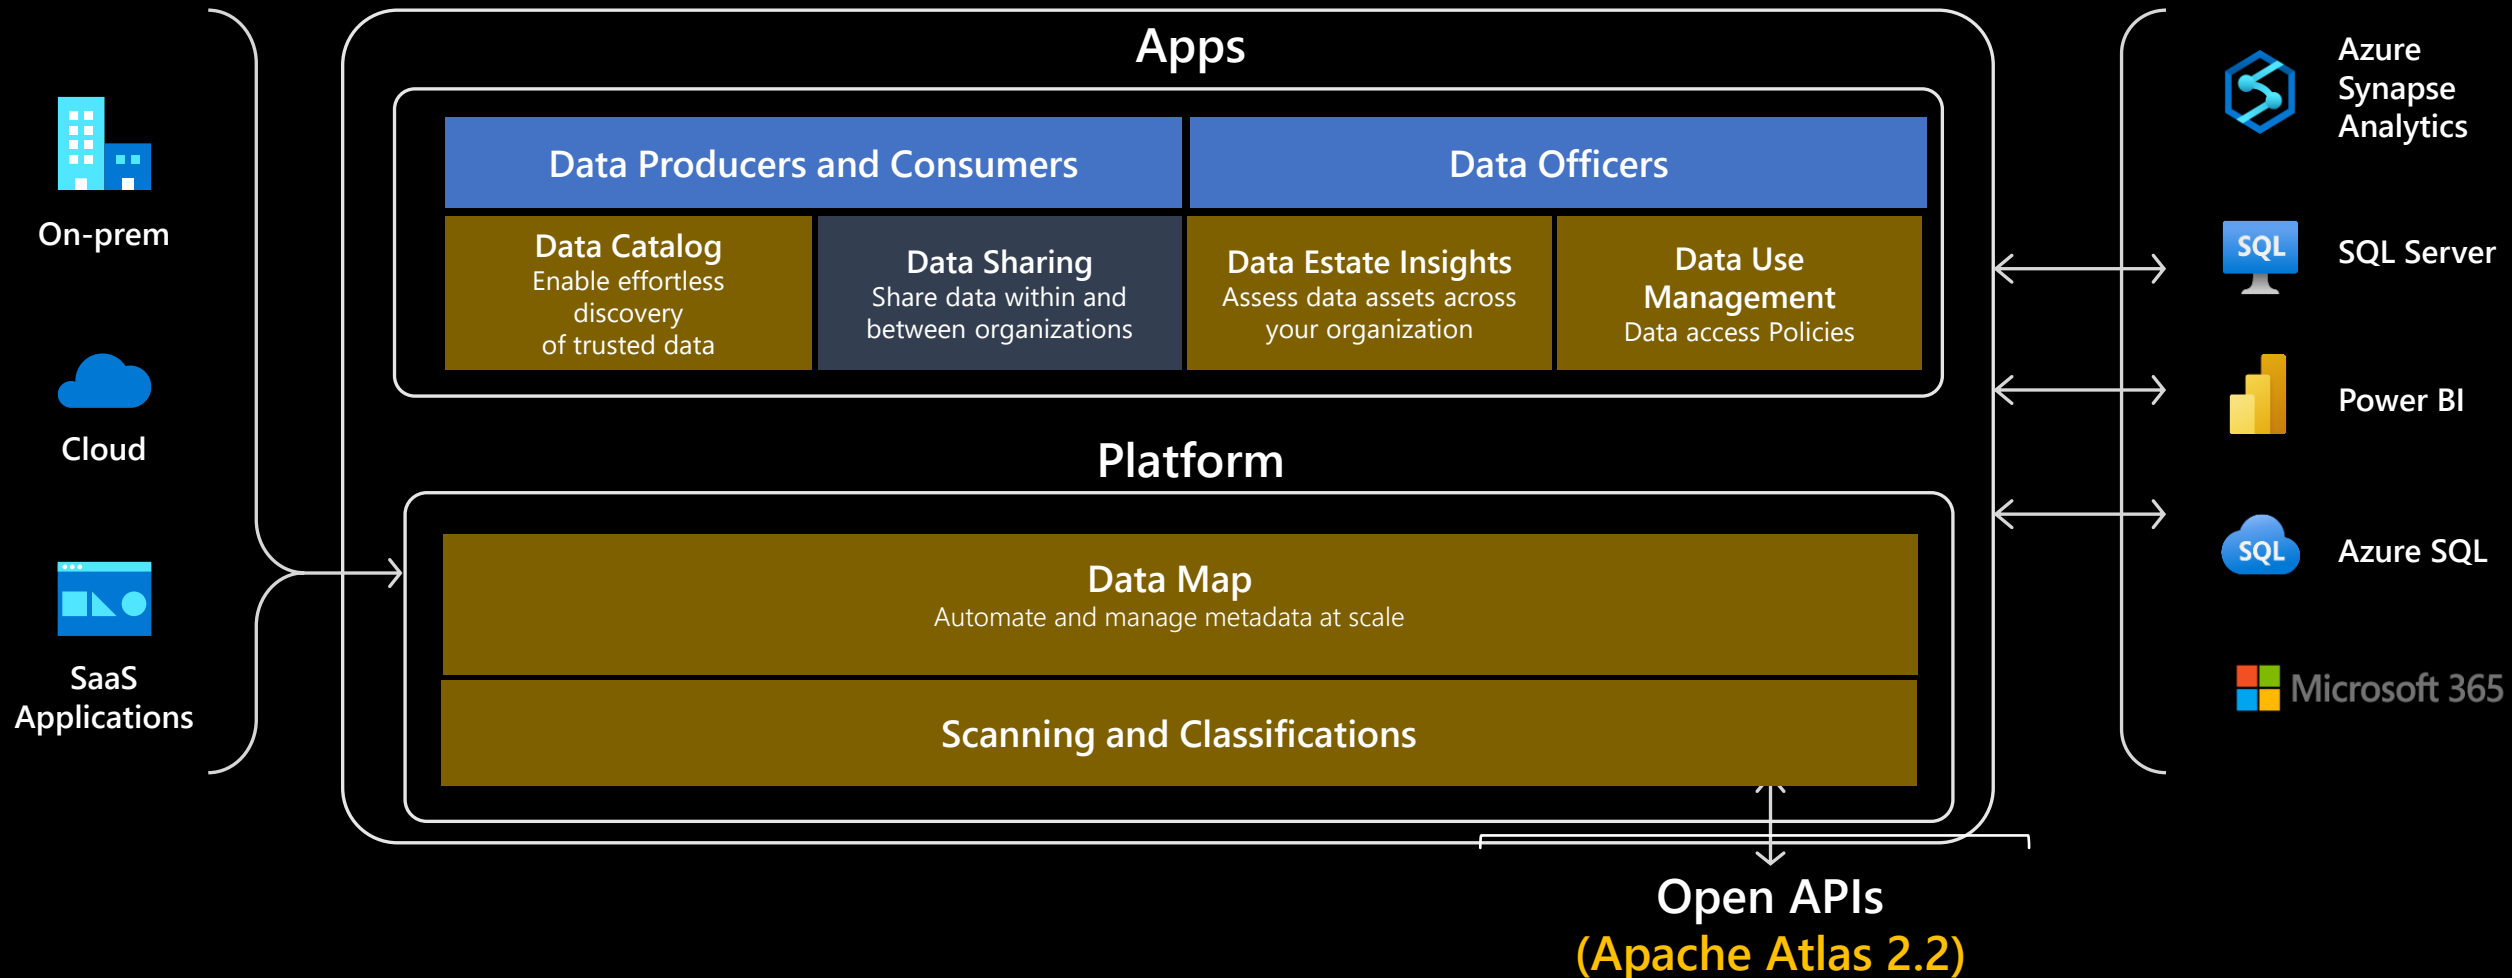 Apps
Data Producers and Consumers
Data Officers
Data Catalog
Enable effortless
discovery
of trusted data
Data Sharing
Share data within and
between organizations
Data Estate Insights
Assess data assets across
your organization
Data Use
Management
Data access Policies
Platform
Data Map
Automate and manage metadata at scale
Scanning and Classifications
Open APIs
(Apache Atlas 2.2)
On-prem
Cloud
SaaS
Applications
Azure
Synapse
Analytics
SQL
SQL Server
Power BI
SQL
Azure SQL
Microsoft 365